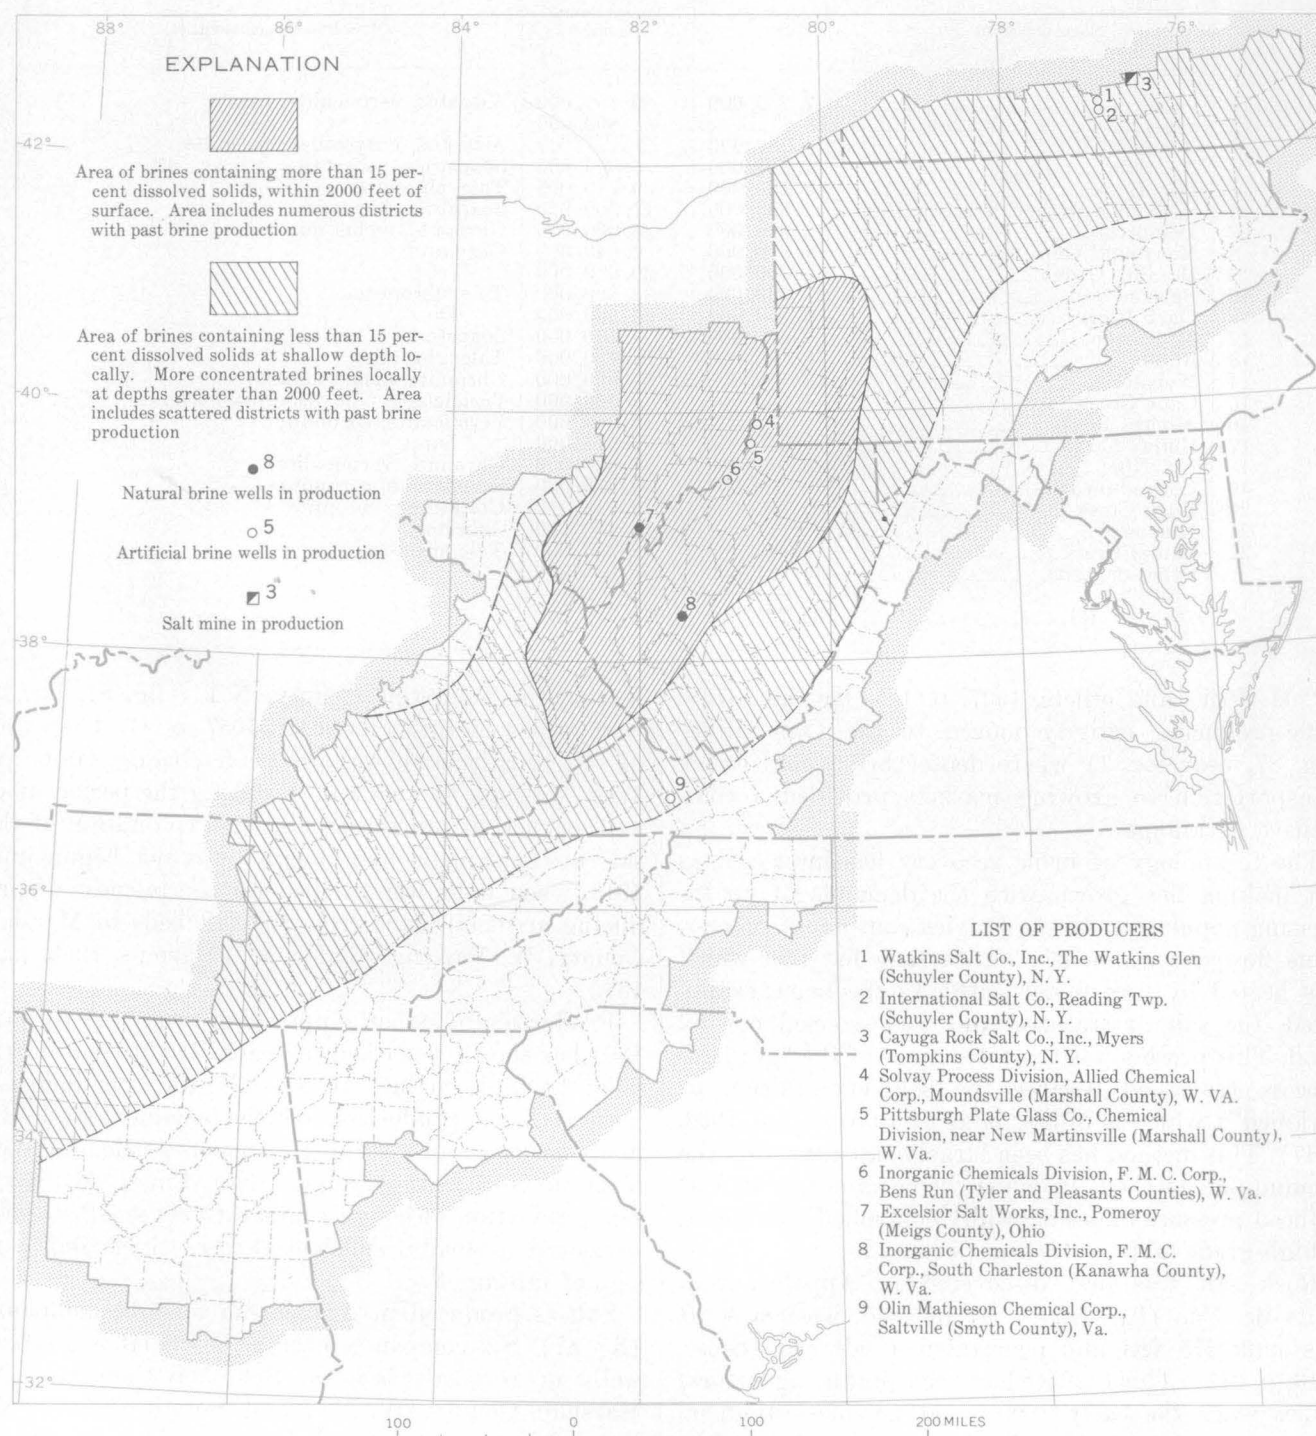 88° 86° 84° 82° 80° 78° 76°
EXPLANATION
Area of brines containing more than 15 per-
cent dissolved solids, within 2000 feet of
surface. Area includes numerous districts
with past brine production
Area of brines containing less than 15 per-
cent dissolved solids at shallow depth lo-
cally. More concentrated brines locally
at depths greater than 2000 feet. Area
includes scattered districts with past brine
production
8
Natural brine wells in production
5
Artificial brine wells in production
3
Salt mine in production
42°
40°
38°
36°
34
32°
3
1
2
4
5
6
7
8
9
LIST OF PRODUCERS
1 Watkins Salt Co., Inc., The Watkins Glen
(Schuyler County), N. Y.
2 International Salt Co., Reading Twp.
(Schuyler County), N. Y.
3 Cayuga Rock Salt Co., Inc., Myers
(Tompkins County), N. Y.
4 Solvay Process Division, Allied Chemical
Corp., Moundsville (Marshall County), W. VA.
5 Pittsburgh Plate Glass Co., Chemical
Division, near New Martinsville (Marshall County),
W. Va.
6 Inorganic Chemicals Division, F. M. C. Corp.,
Bens Run (Tyler and Pleasants Counties), W. Va.
7 Excelsior Salt Works, Inc., Pomeroy
(Meigs County), Ohio
8 Inorganic Chemicals Division, F. M. C.
Corp., South Charleston (Kanawha County),
W. Va.
9 Olin Mathieson Chemical Corp.,
Saltville (Smyth County), Va.
100 0 100 200 MILES